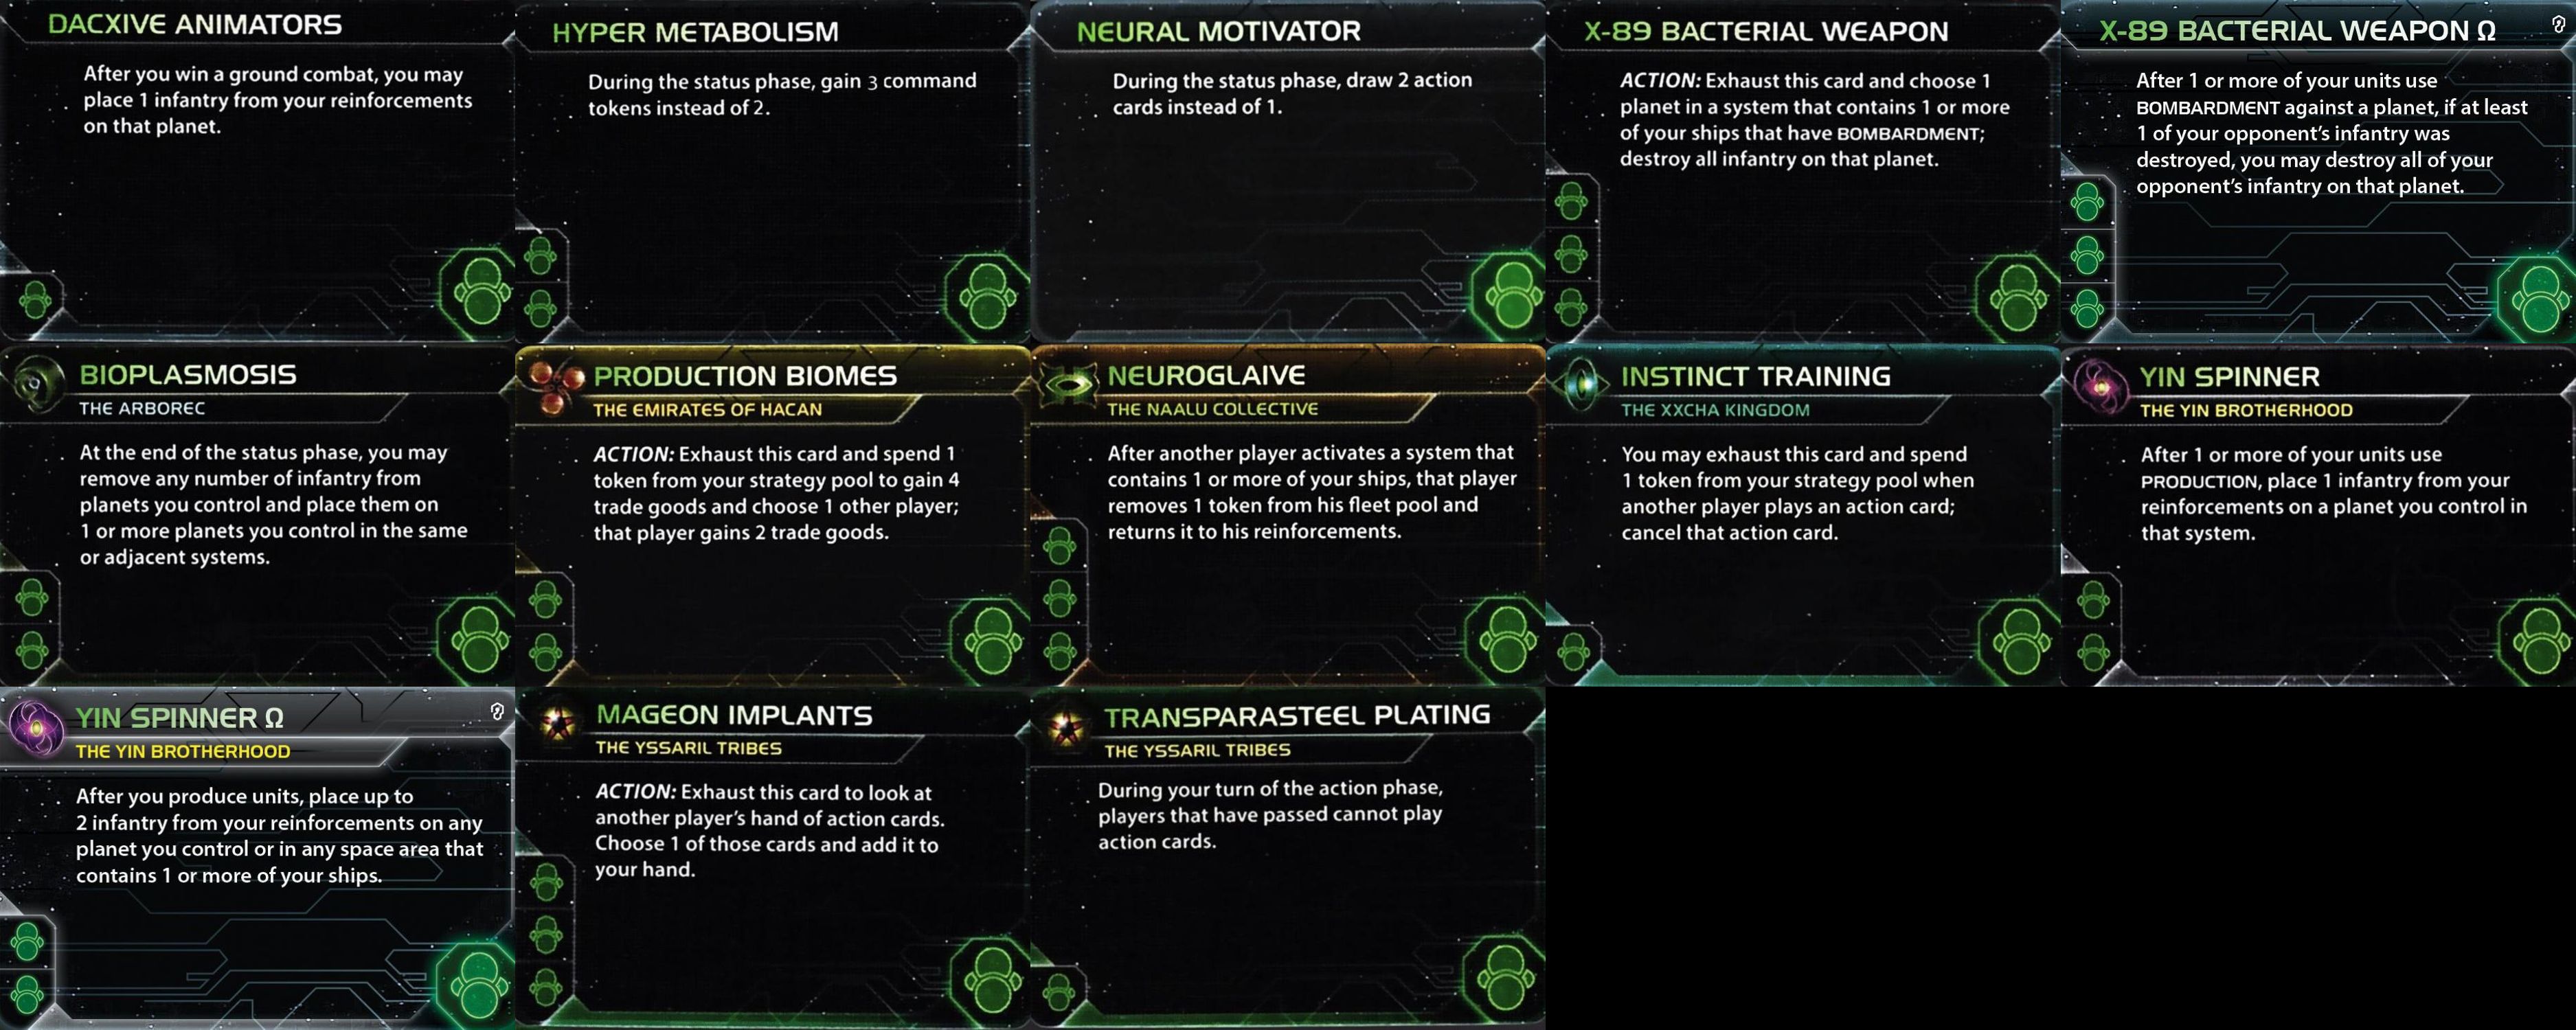 DACXIVE ANIMATORS
After you win a ground combat, you may
place 1 infantry from your reinforcements
on that planet.
HYPER METABOLISM
During the status phase, gain 3 command
tokens instead of 2.
NEURAL MOTIVATOR
During the status phase, draw 2 action
cards instead of 1.
X-89 BACTERIAL WEAPON
ACTION: Exhaust this card and choose 1
planet in a system that contains 1 or more
of your ships that have BOMBARDMENT;
destroy all infantry on that planet.
X-89 BACTERIAL WEAPON Ω
After 1 or more of your units use
BOMBARDMENT against a planet, if at least
1 of your opponent's infantry was
destroyed, you may destroy all of your
opponent's infantry on that planet.
BIOPLASMOSIS
THE ARBOREC
At the end of the status phase, you may
remove any number of infantry from
planets you control and place them on
1 or more planets you control in the same
or adjacent systems.
PRODUCTION BIOMES
THE EMIRATES OF HACAN
ACTION: Exhaust this card and spend 1
token from your strategy pool to gain 4
trade goods and choose 1 other player;
that player gains 2 trade goods.
NEUROGLAIVE
THE NAALU COLLECTIVE
After another player activates a system that
contains 1 or more of your ships, that player
removes 1 token from his fleet pool and
returns it to his reinforcements.
INSTINCT TRAINING
THE XXCHA KINGDOM
You may exhaust this card and spend
1 token from your strategy pool when
another player plays an action card;
cancel that action card.
YIN SPINNER
THE YIN BROTHERHOOD
After 1 or more of your units use
PRODUCTION, place 1 infantry from your
reinforcements on a planet you control in
that system.
YIN SPINNER Ω
THE YIN BROTHERHOOD
After you produce units, place up to
2 infantry from your reinforcements on any
planet you control or in any space area that
contains 1 or more of your ships.
MAGEON IMPLANTS
THE YSSARIL TRIBES
ACTION: Exhaust this card to look at
another player's hand of action cards.
Choose 1 of those cards and add it to
your hand.
TRANSPARASTEEL PLATING
THE YSSARIL TRIBES
During your turn of the action phase,
players that have passed cannot play
action cards.